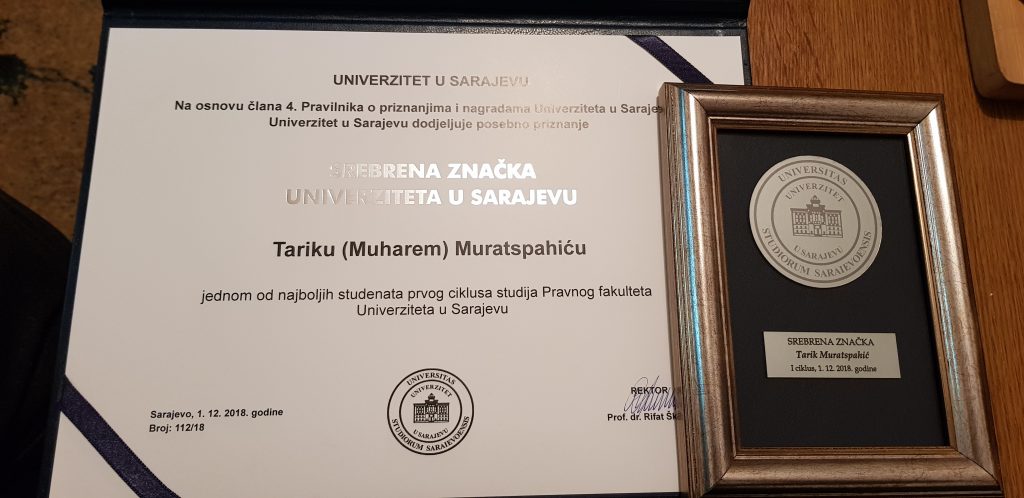 UNIVERZITET U SARAJEVU
Na osnovu člana 4. Pravilnika o priznanjima i nagradama Univerziteta u Saraje
Univerzitet u Sarajevu dodjeljuje posebno priznanje
SREBRENA ZNAČKA
UNIVERZITETA U SARAJEVU
Tariku (Muharem) Muratspahiću
jednom od najboljih studenata prvog ciklusa studija Pravnog fakulteta
Univerziteta u Sarajevu
UNIVERSITAS
UNIVERZITET
U SARAJEVU
STUDIORUM SARAIEVOENSIS
Sarajevo, 1. 12. 2018. godine
Broj: 112/18
REKTOR
Prof. dr. Rifat
UNIVERSITAS
UNIVERZITET
U SARAJEVU
STUDIORUM SARAIEVOENSIS
SREBRENA ZNAČKA
Tarik Muratspahić
I ciklus, 1. 12. 2018. godine